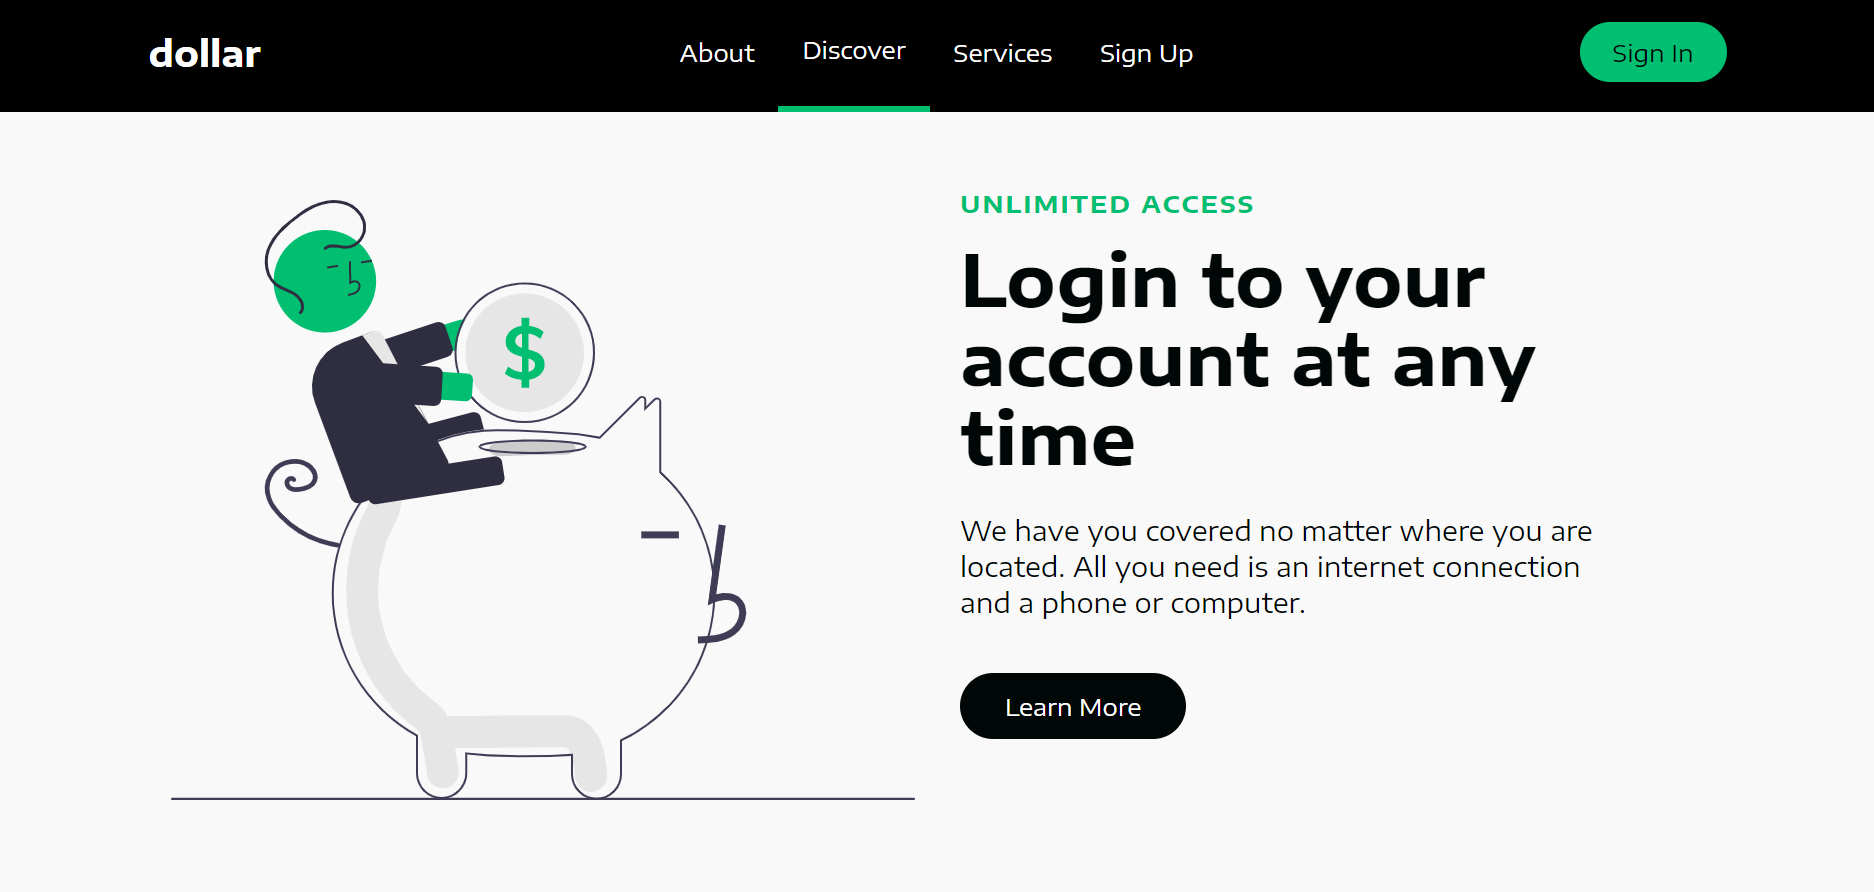 dollar
About Discover Services Sign Up
Sign In
UNLIMITED ACCESS
Login to your
account at any
time
We have you covered no matter where you are
located. All you need is an internet connection
and a phone or computer.
Learn More
$